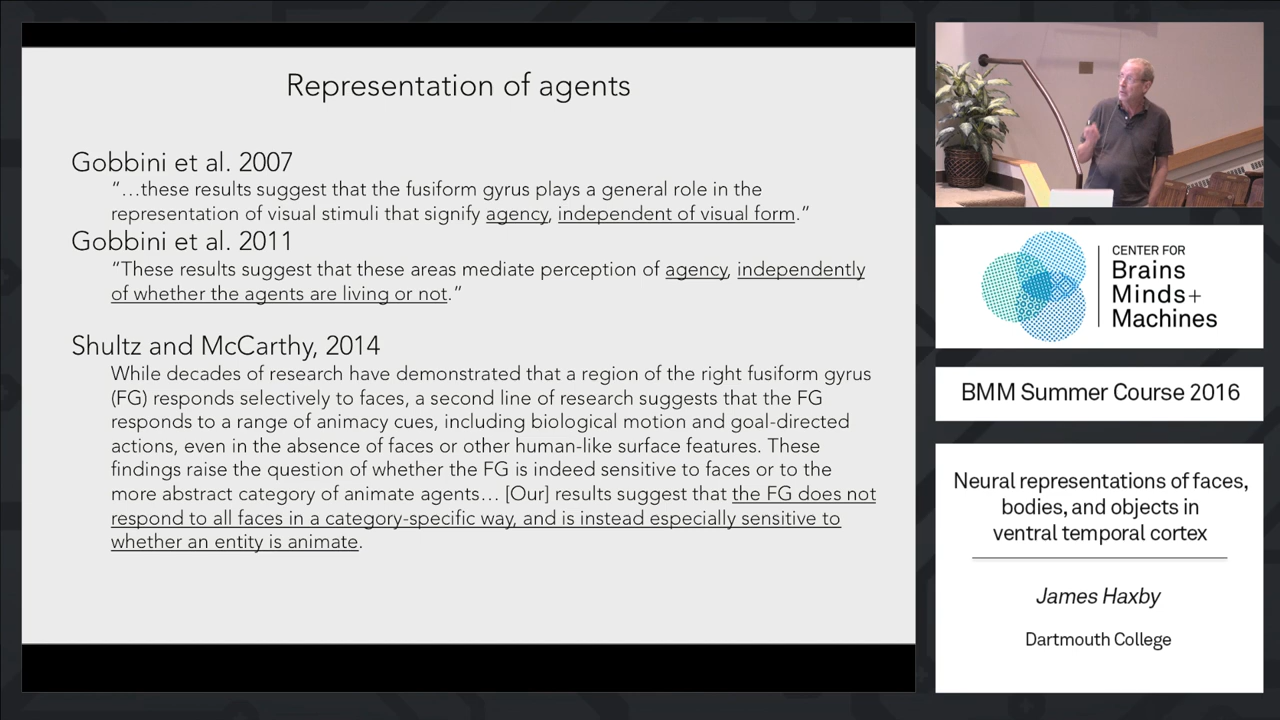 Representation of agents
Gobbini et al. 2007
“…these results suggest that the fusiform gyrus plays a general role in the
representation of visual stimuli that signify agency, independent of visual form.”
Gobbini et al. 2011
“These results suggest that these areas mediate perception of agency, independently
of whether the agents are living or not.”
Shultz and McCarthy, 2014
While decades of research have demonstrated that a region of the right fusiform gyrus
(FG) responds selectively to faces, a second line of research suggests that the FG
responds to a range of animacy cues, including biological motion and goal-directed
actions, even in the absence of faces or other human-like surface features. These
findings raise the question of whether the FG is indeed sensitive to faces or to the
more abstract category of animate agents… [Our] results suggest that the FG does not
respond to all faces in a category-specific way, and is instead especially sensitive to
whether an entity is animate.
CENTER FOR
Brains
Minds+
Machines
BMM Summer Course 2016
Neural representations of faces,
bodies, and objects in
ventral temporal cortex
James Haxby
Dartmouth College